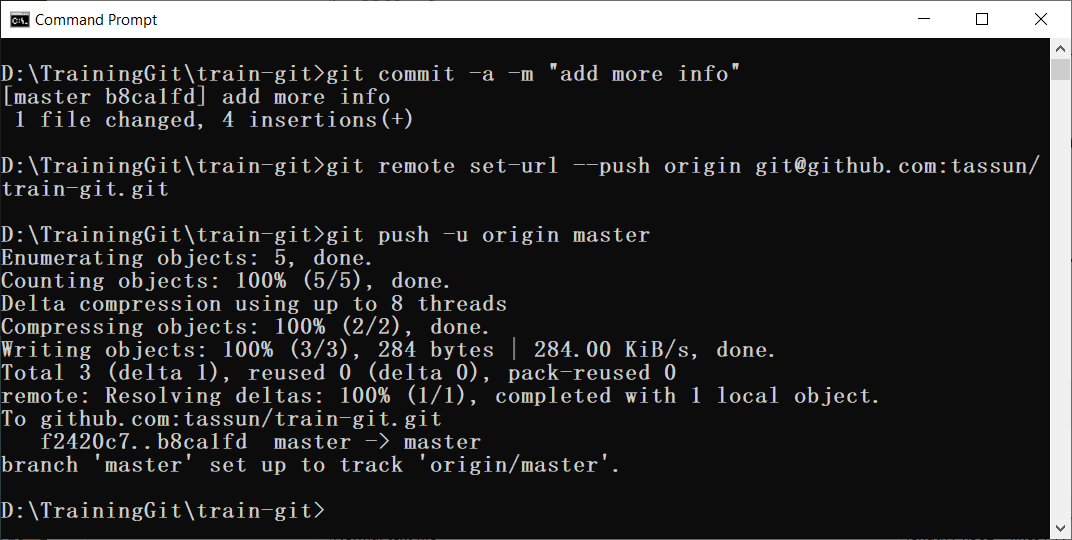 Command Prompt
D:\TrainingGit\train-git>git commit -a -m "add more info"
[master b8ca1fd] add more info
 1 file changed, 4 insertions(+)
D:\TrainingGit\train-git>git remote set-url --push origin git@github.com:tassun/
train-git.git
D:\TrainingGit\train-git>git push -u origin master
Enumerating objects: 5, done.
Counting objects: 100% (5/5), done.
Delta compression using up to 8 threads
Compressing objects: 100% (2/2), done.
Writing objects: 100% (3/3), 284 bytes | 284.00 KiB/s, done.
Total 3 (delta 1), reused 0 (delta 0), pack-reused 0
remote: Resolving deltas: 100% (1/1), completed with 1 local object.
To github.com:tassun/train-git.git
   f2420c7..b8ca1fd  master -> master
branch 'master' set up to track 'origin/master'.
D:\TrainingGit\train-git>